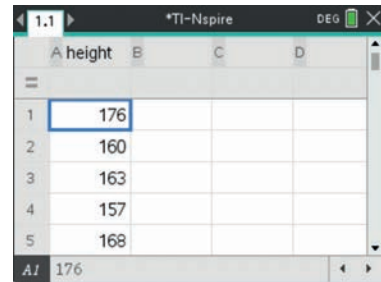 1.1 *TI-Nspire DEG
A height B C D
=
1 176
2 160
3 163
4 157
5 168
A1 176